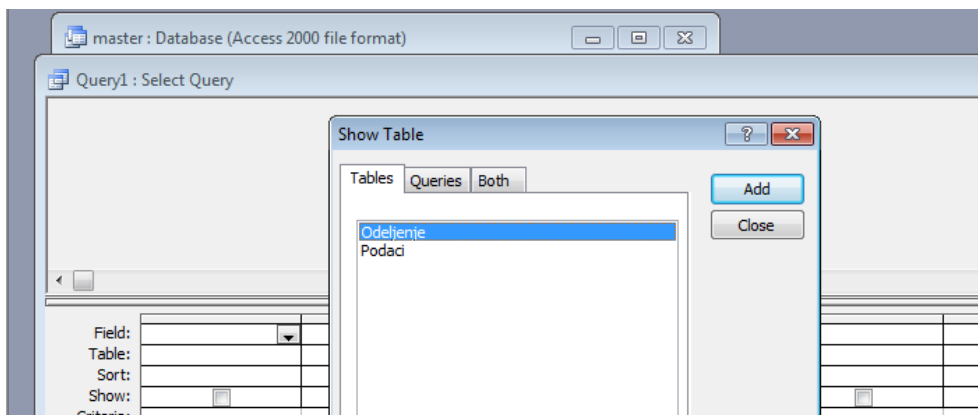 master : Database (Access 2000 file format)
Query1 : Select Query
Show Table
Tables Queries Both
Add
Close
Odeljenje
Podaci
Field:
Table:
Sort:
Show:
Criteria: